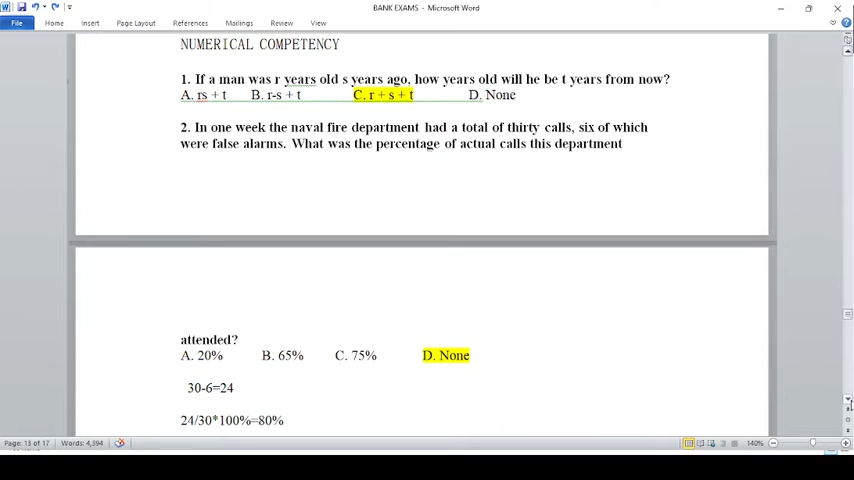 BANK EXAMS - Microsoft Word
File Home Insert Page Layout References Mailings Review View
NUMERICAL COMPETENCY
1. If a man was r years old s years ago, how years old will he be t years from now?
A. rs + t B. r-s + t C. r + s + t D. None
2. In one week the naval fire department had a total of thirty calls, six of which
were false alarms. What was the percentage of actual calls this department
attended?
A. 20% B. 65% C. 75% D. None
30-6=24
24/30*100%=80%
Page: 13 of 17 Words: 4,394 140%